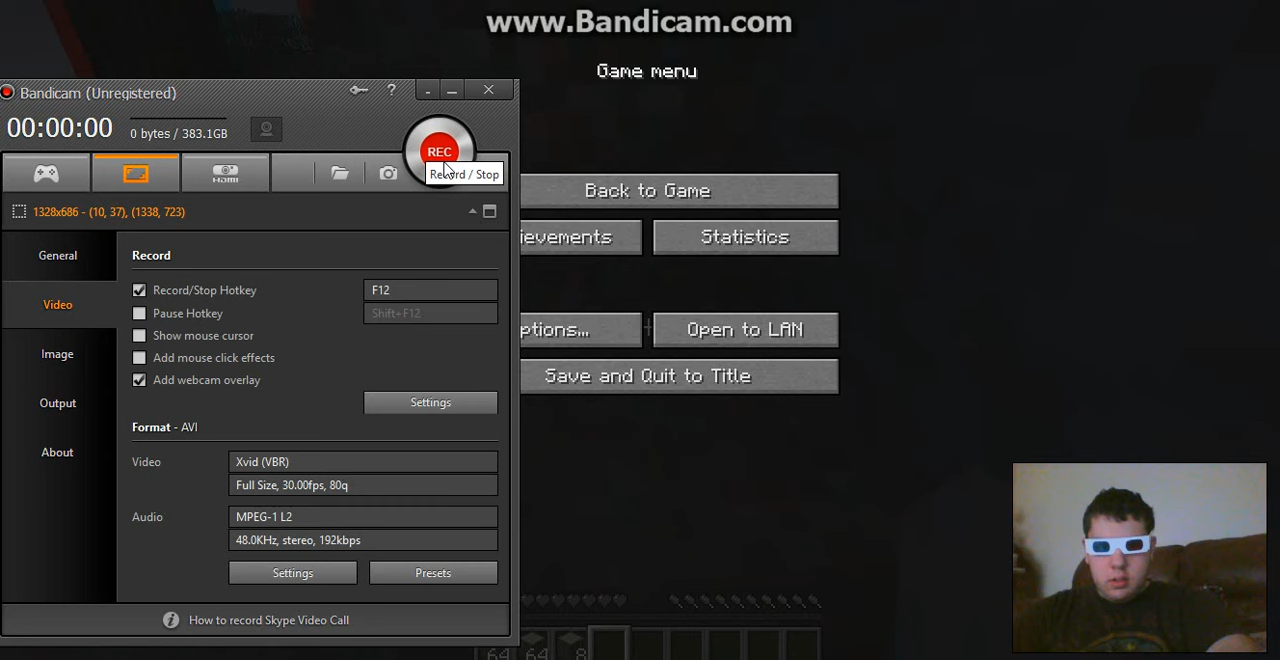 www.Bandicam.com
Game menu
Bandicam (Unregistered)
?
00:00:00
0 bytes / 383.1GB
REC
Record / Stop
HDMI
1328x686 - (10, 37), (1338, 723)
General
Video
Image
Output
About
Record
Record/Stop Hotkey
F12
Pause Hotkey
Shift+F12
Show mouse cursor
Add mouse click effects
Add webcam overlay
Settings
Format - AVI
Video
Xvid (VBR)
Full Size, 30.00fps, 80q
Audio
MPEG-1 L2
48.0KHz, stereo, 192kbps
Settings
Presets
How to record Skype Video Call
Back to Game
ievements
Statistics
ptions...
Open to LAN
Save and Quit to Title
64 64 8